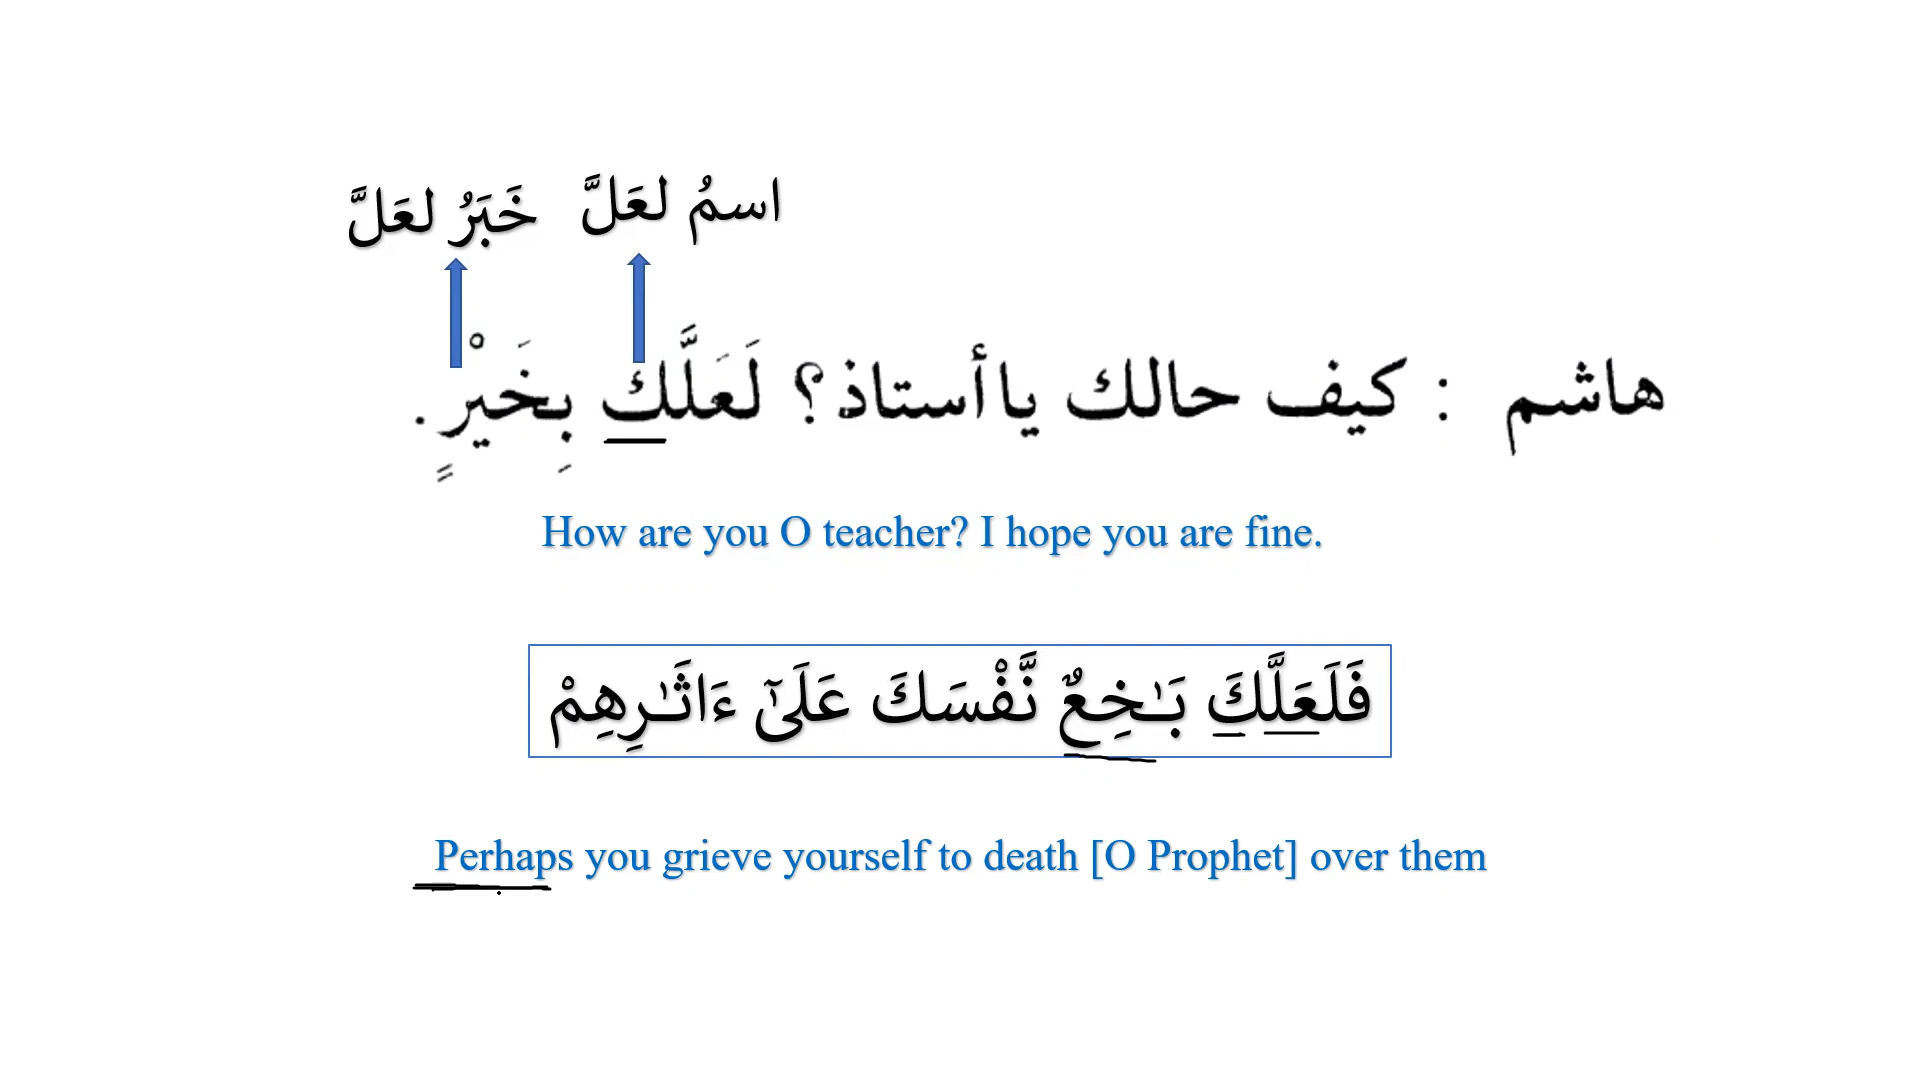 اسمُ لعَلَّ خَبَرُ لعَلَّ
هاشم : كيف حالك يا أستاذ؟ لَعَلَّك بِخَيْرٍ.
How are you O teacher? I hope you are fine.
فَلَعَلَّكَ بَـٰخِعٌ نَّفْسَكَ عَلَىٰٓ ءَاثَـٰرِهِمْ
Perhaps you grieve yourself to death [O Prophet] over them